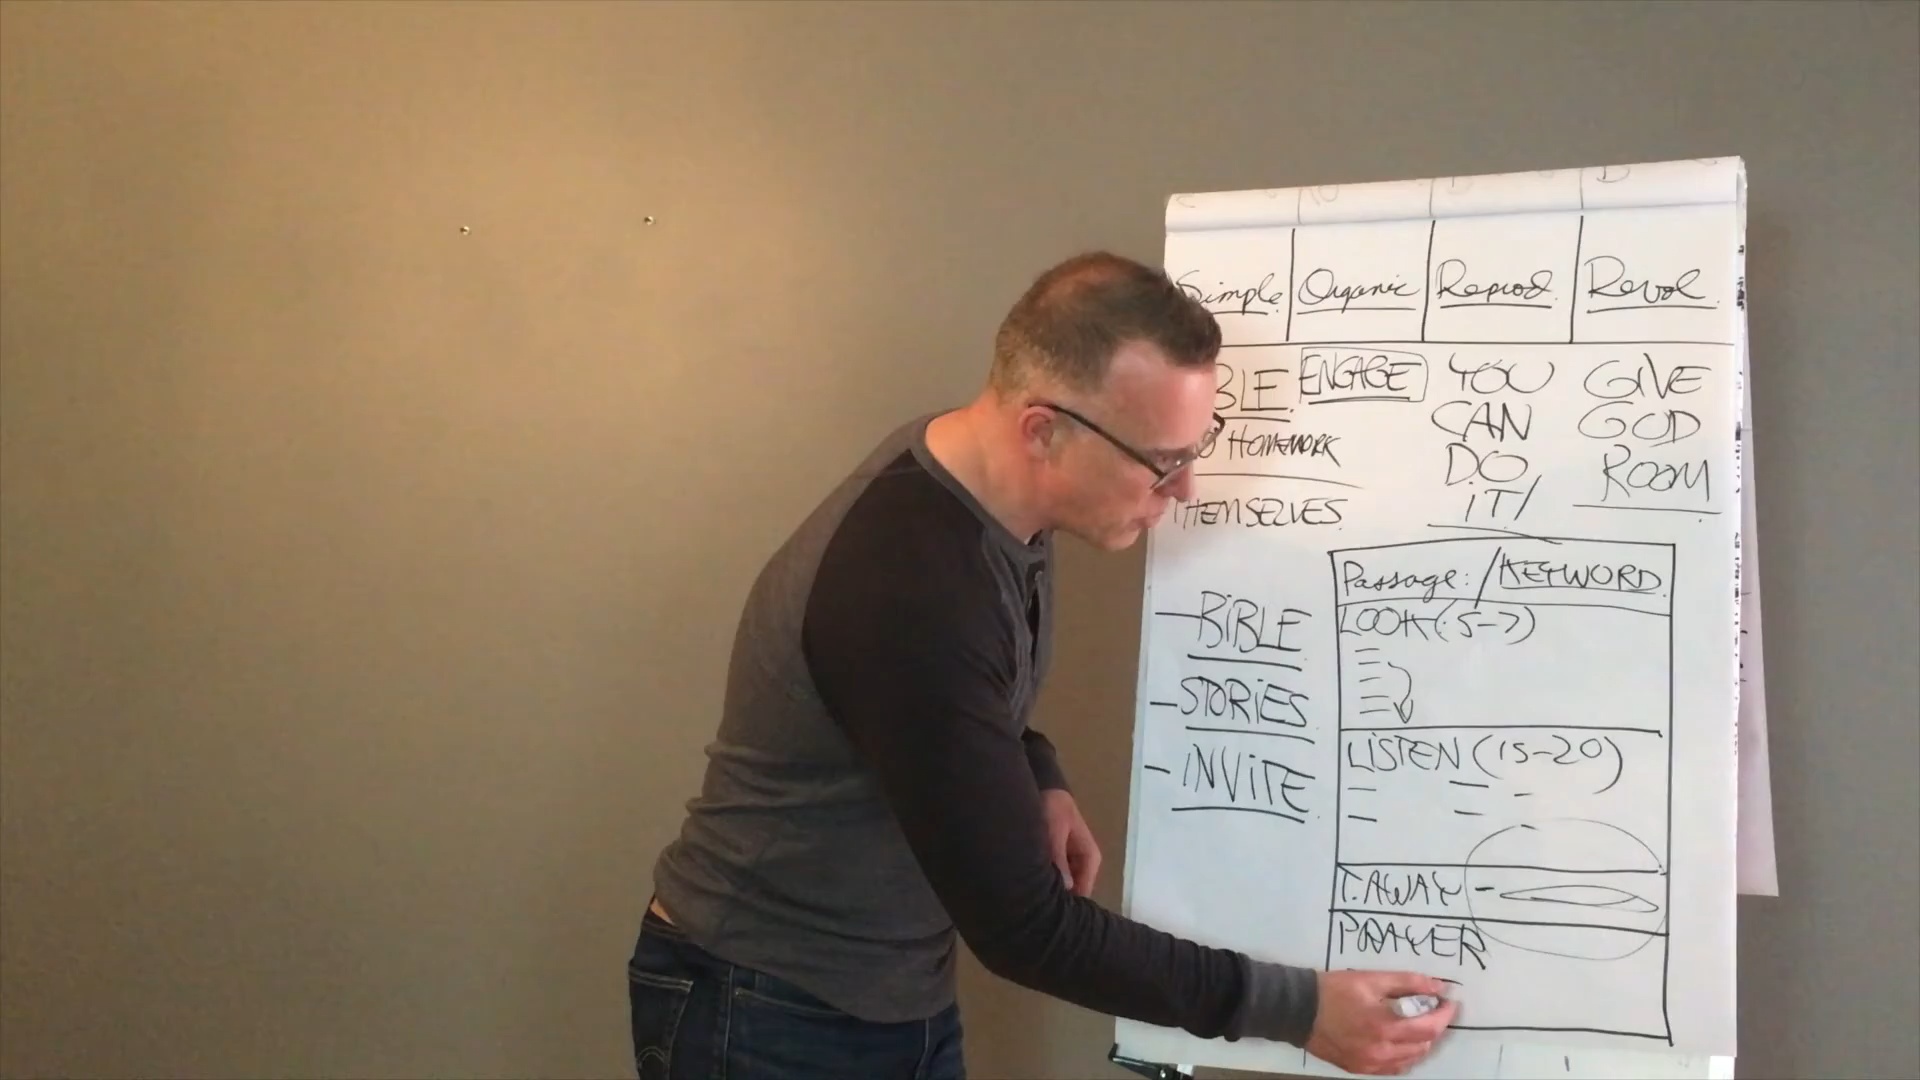 Simple Organic Reprod. Revol.
BLE. ENGAGE YOU GIVE
CAN GOD
HOMEWORK DO ROOM
THEMSELVES. IT/
Passage: / KEYWORD
- BIBLE LOOK (5-7)
- STORIES
LISTEN (15-20)
- INVITE
T.AWAY -
PRAYER